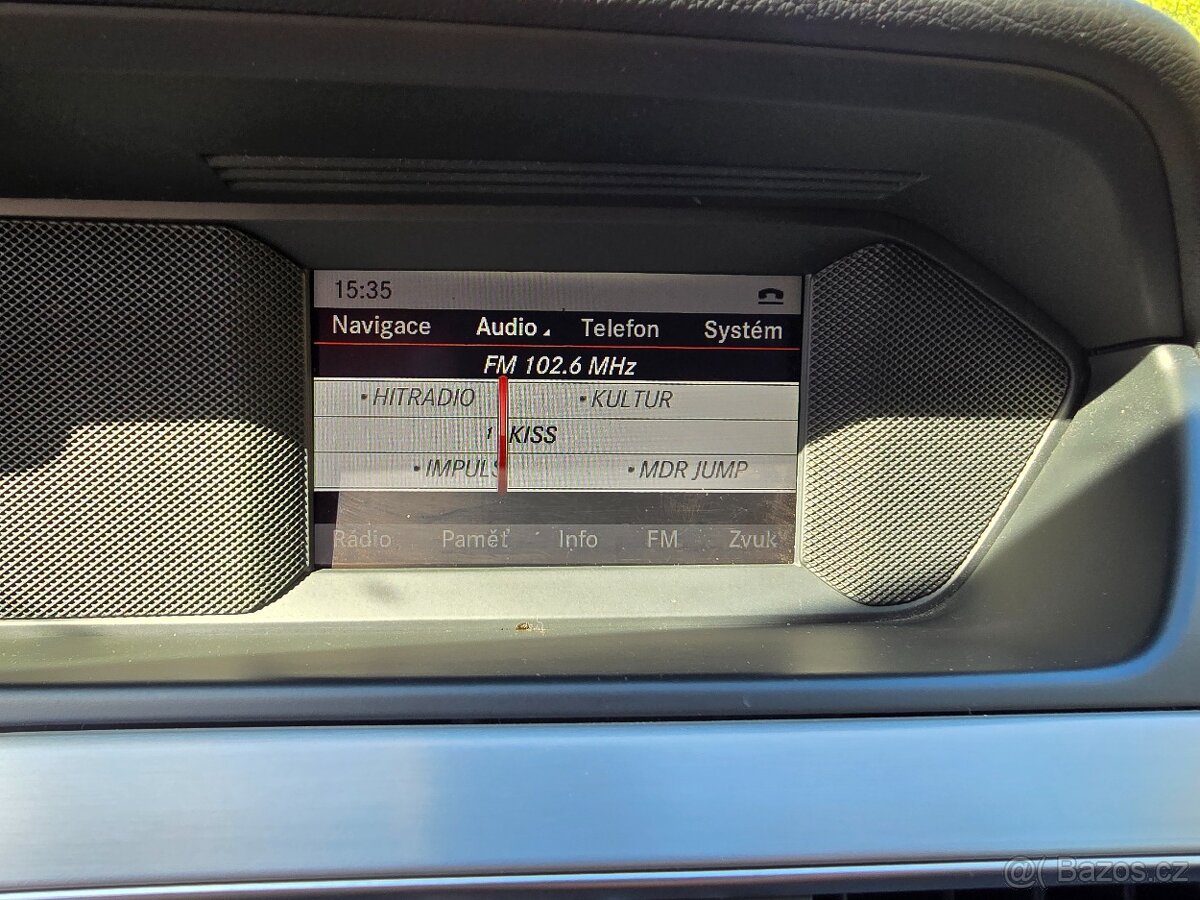 15:35
Navigace Audio Telefon Systém
FM 102.6 MHz
•HITRADIO •KULTUR
1 KISS
•IMPULS •MDR JUMP
Rádio Paměť Info FM Zvuk
@( Bazos.cz